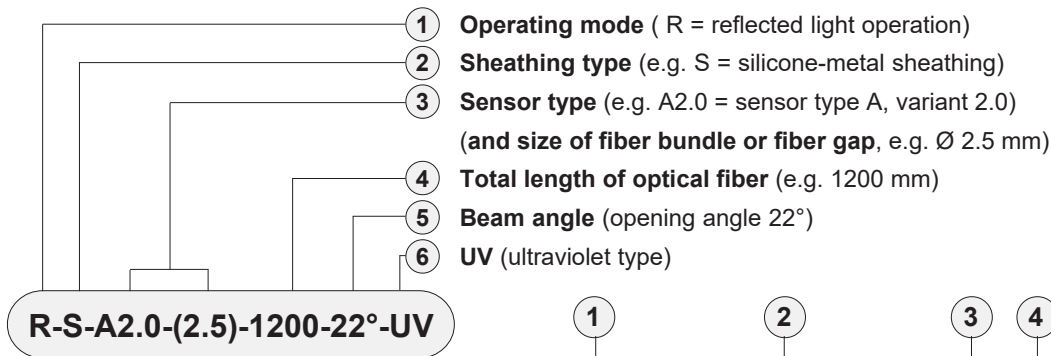 1 Operating mode ( R = reflected light operation)
2 Sheathing type (e.g. S = silicone-metal sheathing)
3 Sensor type (e.g. A2.0 = sensor type A, variant 2.0)
(and size of fiber bundle or fiber gap, e.g. Ø 2.5 mm)
4 Total length of optical fiber (e.g. 1200 mm)
5 Beam angle (opening angle 22°)
6 UV (ultraviolet type)
R-S-A2.0-(2.5)-1200-22°-UV
1 2 3 4